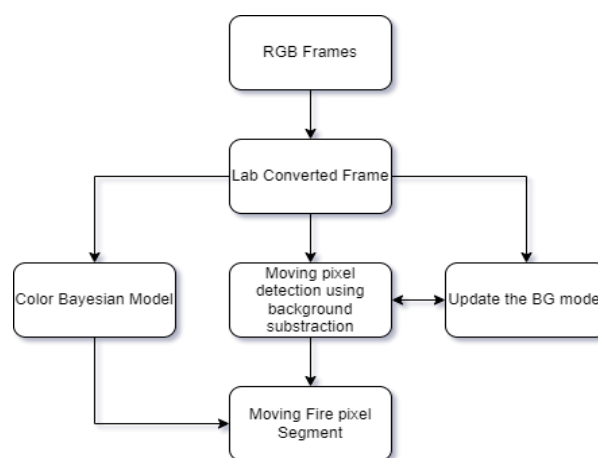 RGB Frames
Lab Converted Frame
Color Bayesian Model
Moving pixel
detection using
background
substraction
Update the BG model
Moving Fire pixel
Segment